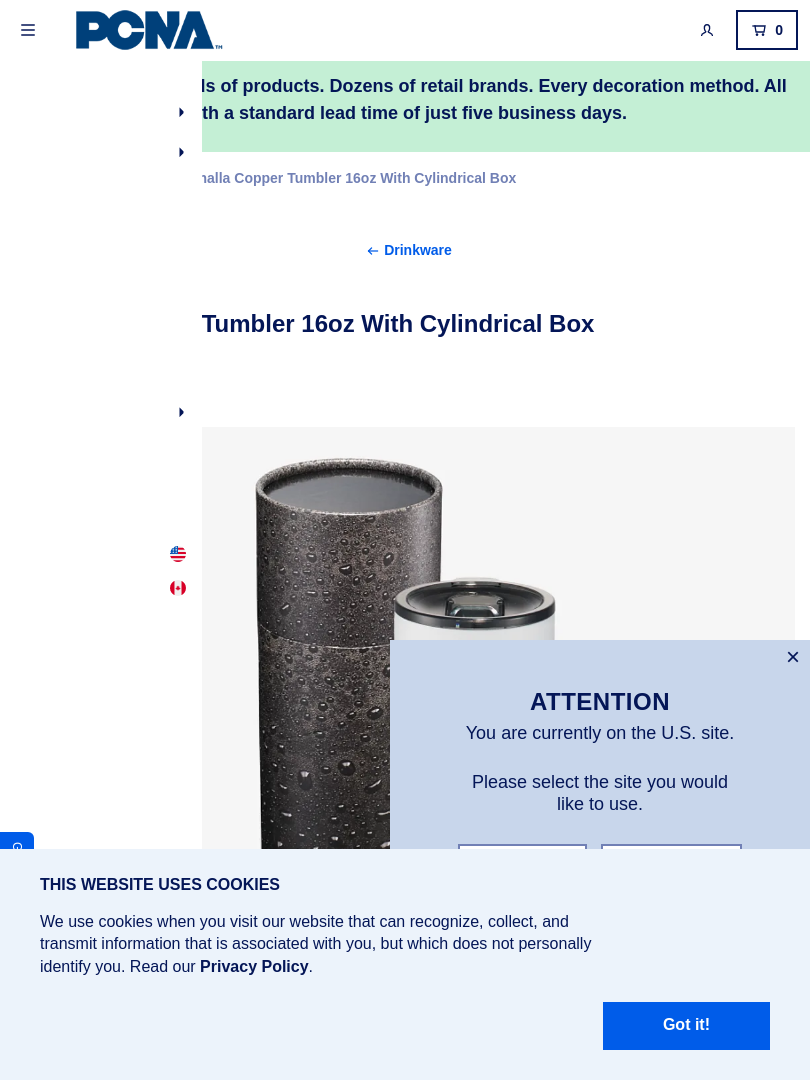 PCNA™
0
of products. Dozens of retail brands. Every decoration method. All
a standard lead time of just five business days.
Copper Tumbler 16oz With Cylindrical Box
Drinkware
Tumbler 16oz With Cylindrical Box
ATTENTION
You are currently on the U.S. site.
Please select the site you would
like to use.
THIS WEBSITE USES COOKIES
We use cookies when you visit our website that can recognize, collect, and
transmit information that is associated with you, but which does not personally
identify you. Read our Privacy Policy.
Got it!